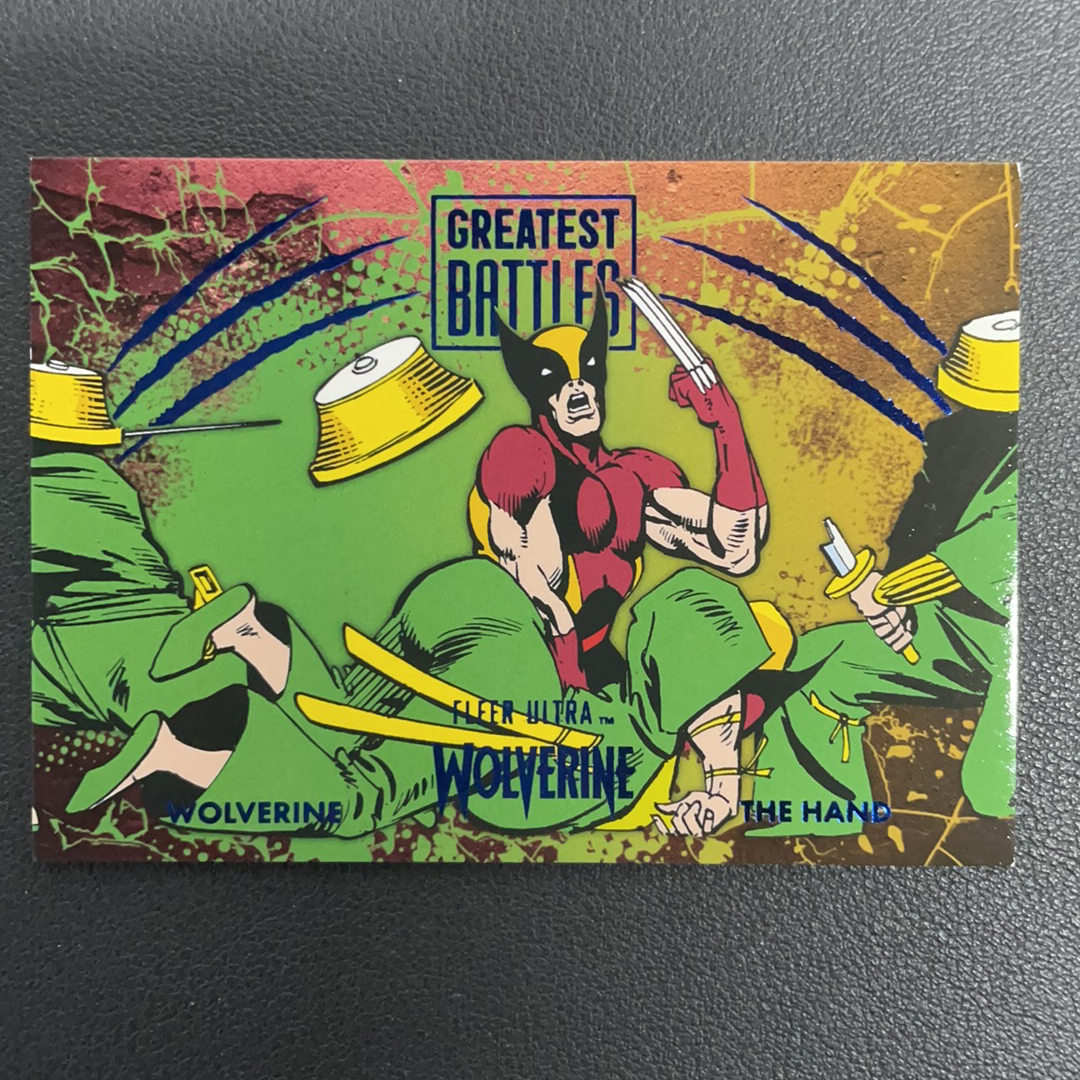 GREATEST
BATTLES
FLEER ULTRA™
WOLVERINE
WOLVERINE
THE HAND